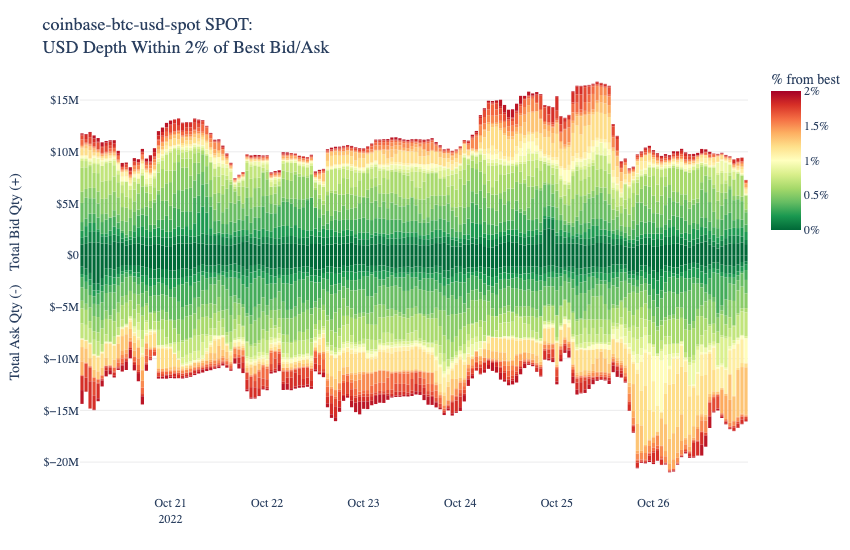 coinbase-btc-usd-spot SPOT:
USD Depth Within 2% of Best Bid/Ask
% from best
2%
1.5%
1%
0.5%
0%
Total Ask Qty (-)    Total Bid Qty (+)
$15M
$10M
$5M
$0
$−5M
$−10M
$−15M
$−20M
Oct 21
2022
Oct 22
Oct 23
Oct 24
Oct 25
Oct 26